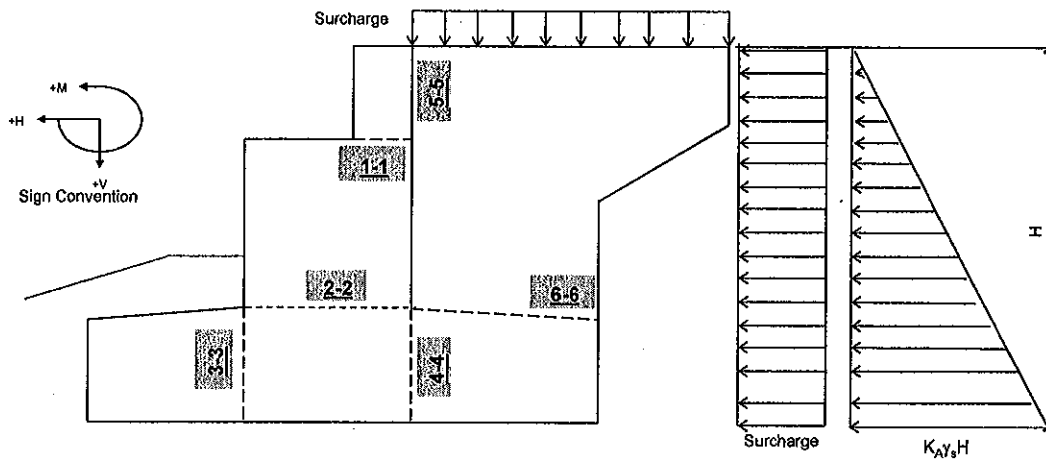 Surcharge
5-5
+M
+H
+V
Sign Convention
1-1
H
2-2
6-6
3-3
4-4
Surcharge
KAγsH